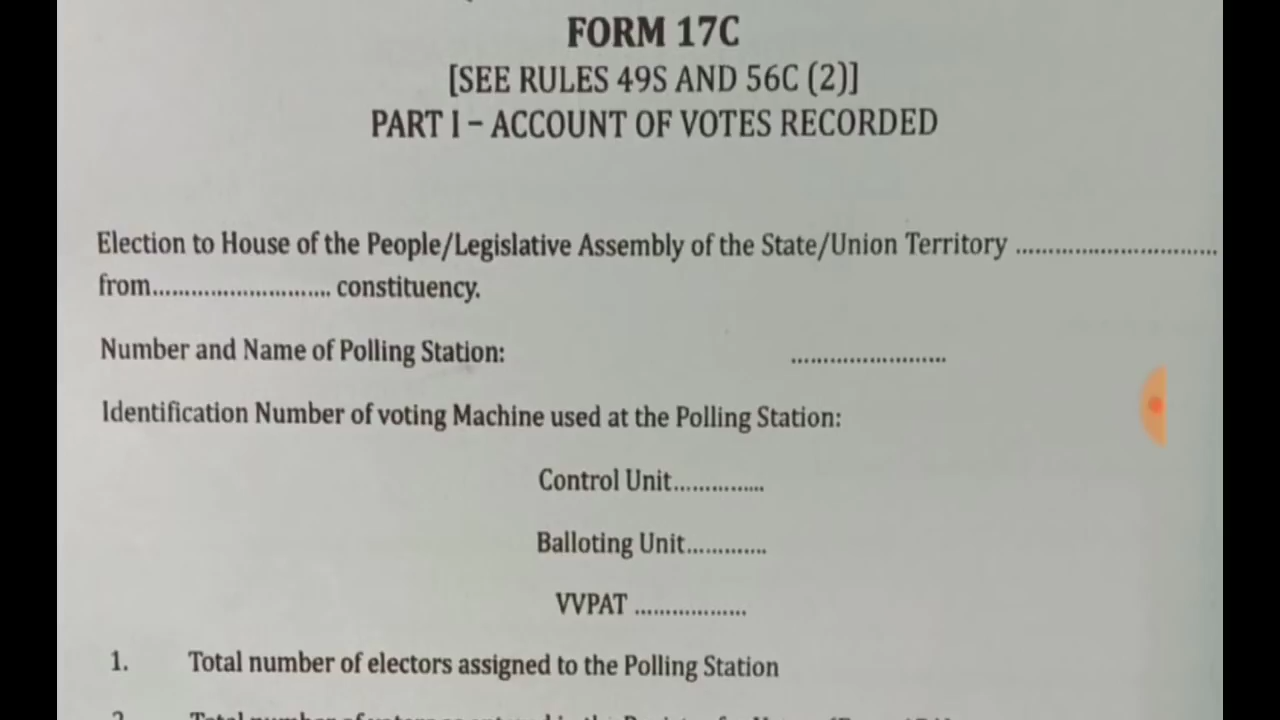 FORM 17C
[SEE RULES 49S AND 56C (2)]
PART I – ACCOUNT OF VOTES RECORDED
Election to House of the People/Legislative Assembly of the State/Union Territory ..............................
from........................... constituency.
Number and Name of Polling Station: .......................
Identification Number of voting Machine used at the Polling Station:
Control Unit..............
Balloting Unit.............
VVPAT .................
1. Total number of electors assigned to the Polling Station